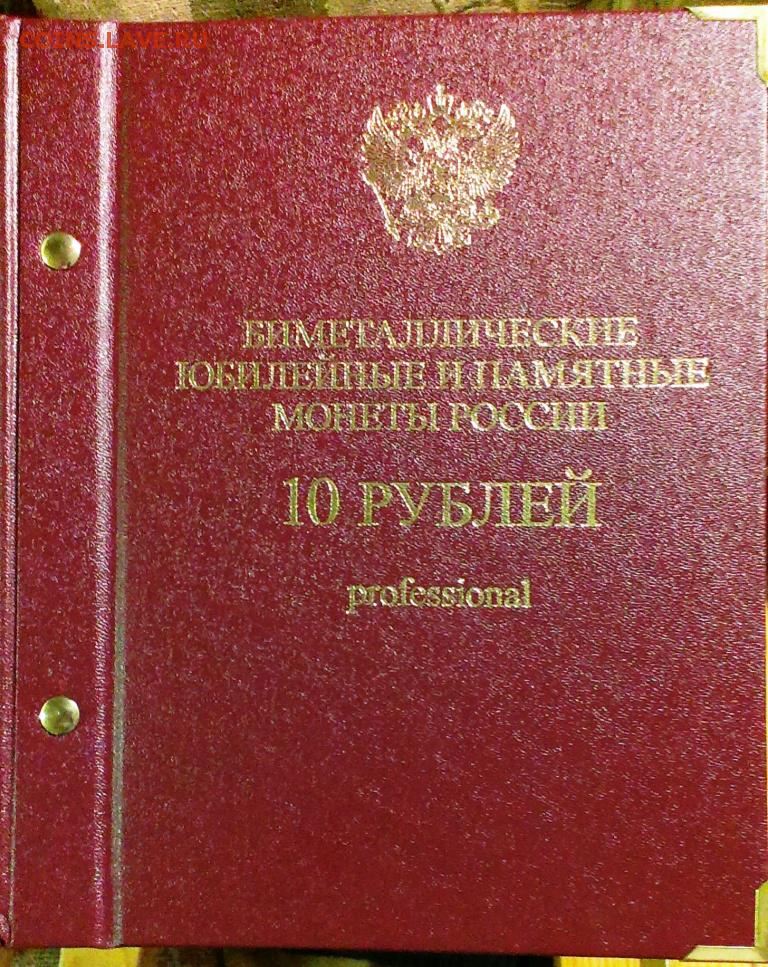 COINS.LAVE.RU
БИМЕТАЛЛИЧЕСКИЕ
ЮБИЛЕЙНЫЕ И ПАМЯТНЫЕ
МОНЕТЫ РОССИИ
10 РУБЛЕЙ
professional